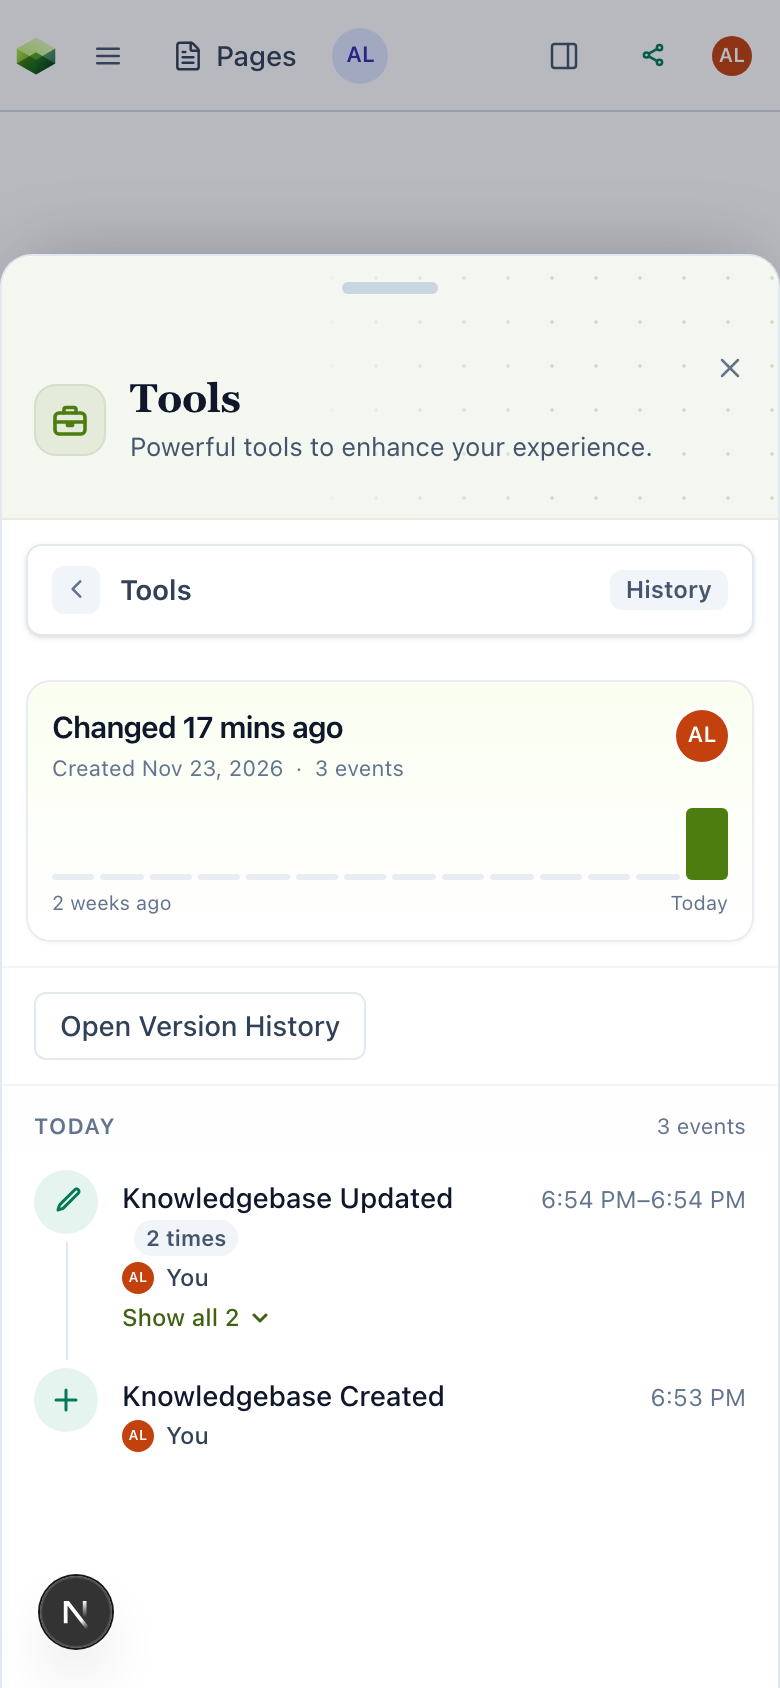 Pages AL AL
Tools
Powerful tools to enhance your experience.
Tools History
Changed 17 mins ago AL
Created Nov 23, 2026 · 3 events
2 weeks ago Today
Open Version History
TODAY 3 events
Knowledgebase Updated 6:54 PM–6:54 PM
2 times
AL You
Show all 2
Knowledgebase Created 6:53 PM
AL You
N